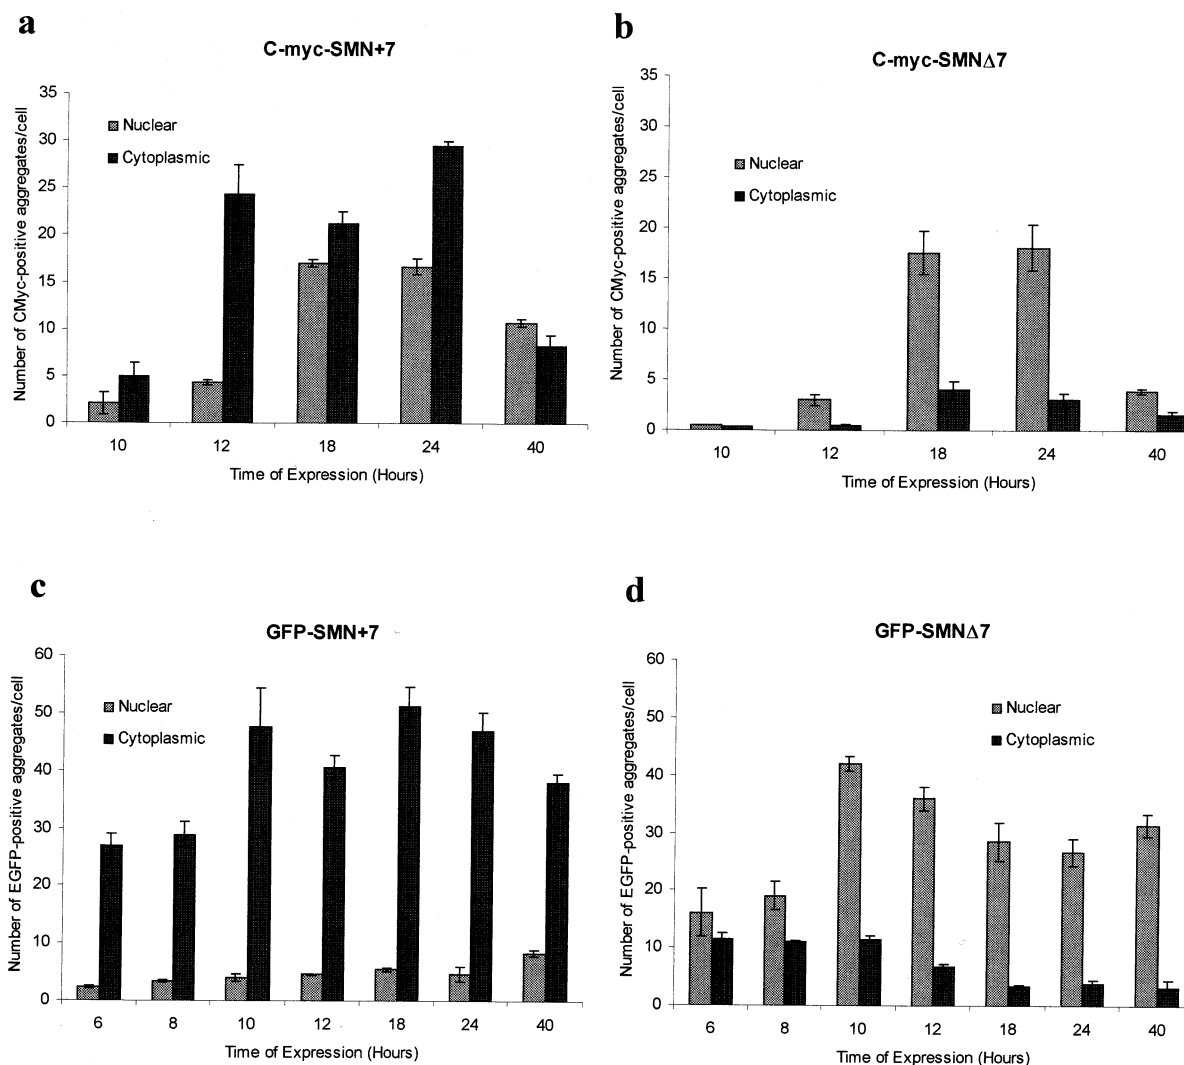 a
C-myc-SMN+7
Number of CMyc-positive aggregates/cell
35
30
25
20
15
10
5
0
Nuclear
Cytoplasmic
10 12 18 24 40
Time of Expression (Hours)
b
C-myc-SMNΔ7
Number of CMyc-positive aggregates/cell
35
30
25
20
15
10
5
0
Nuclear
Cytoplasmic
10 12 18 24 40
Time of Expression (Hours)
c
GFP-SMN+7
Number of EGFP-positive aggregates/cell
60
50
40
30
20
10
0
Nuclear
Cytoplasmic
6 8 10 12 18 24 40
Time of Expression (Hours)
d
GFP-SMNΔ7
Number of EGFP-positive aggregates/cell
60
50
40
30
20
10
0
Nuclear
Cytoplasmic
6 8 10 12 18 24 40
Time of Expression (Hours)